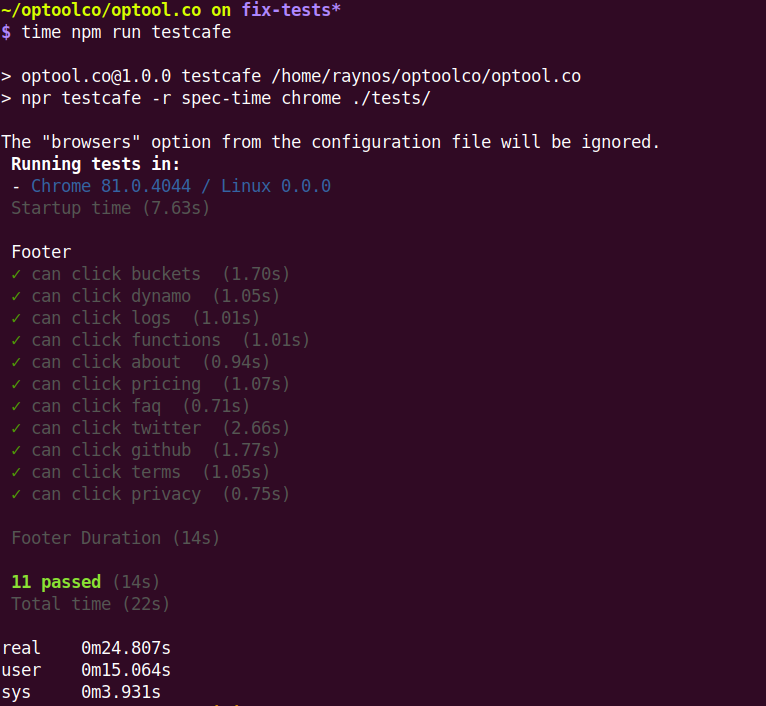 ~/optoolco/optool.co on fix-tests*
$ time npm run testcafe
> optool.co@1.0.0 testcafe /home/raynos/optoolco/optool.co
> npr testcafe -r spec-time chrome ./tests/
The "browsers" option from the configuration file will be ignored.
Running tests in:
- Chrome 81.0.4044 / Linux 0.0.0
Startup time (7.63s)
Footer
✓ can click buckets  (1.70s)
✓ can click dynamo  (1.05s)
✓ can click logs  (1.01s)
✓ can click functions  (1.01s)
✓ can click about  (0.94s)
✓ can click pricing  (1.07s)
✓ can click faq  (0.71s)
✓ can click twitter  (2.66s)
✓ can click github  (1.77s)
✓ can click terms  (1.05s)
✓ can click privacy  (0.75s)
Footer Duration (14s)
11 passed (14s)
Total time (22s)
real    0m24.807s
user    0m15.064s
sys     0m3.931s